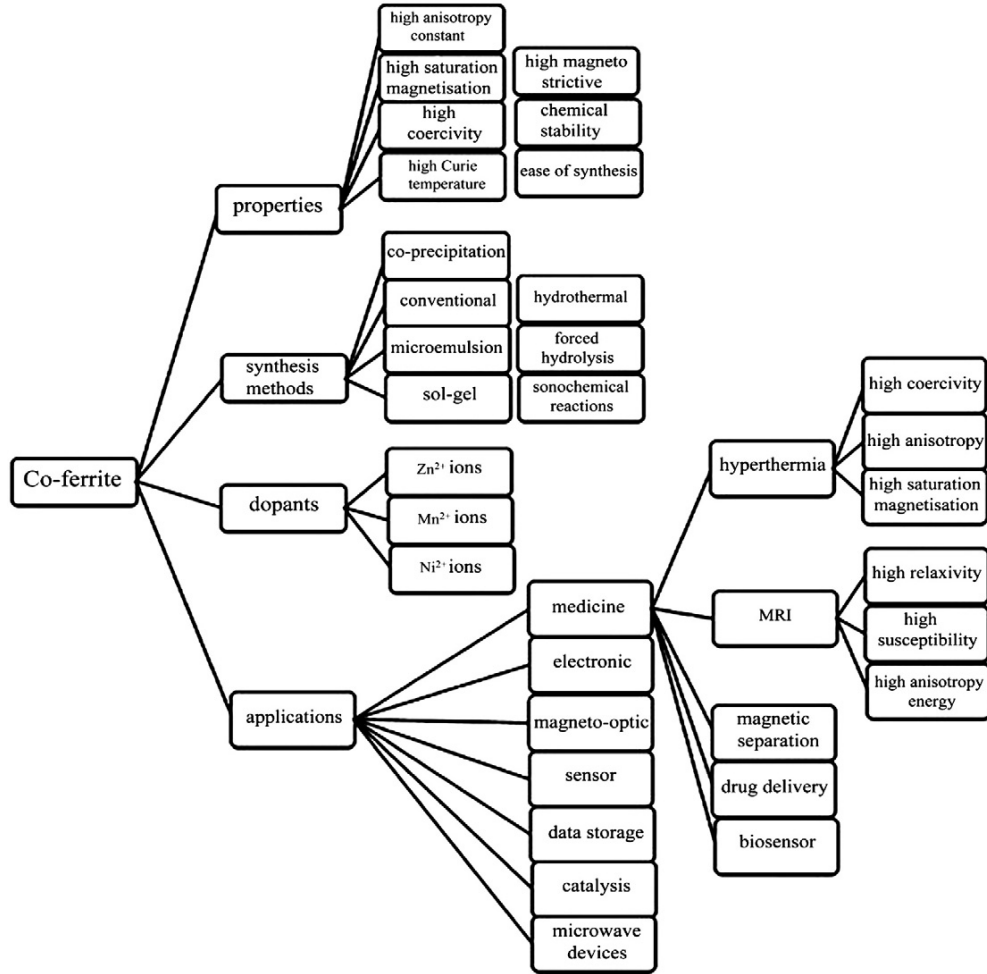 Co-ferrite
properties
high anisotropy
constant
high saturation
magnetisation
high magneto
strictive
high
coercivity
chemical
stability
high Curie
temperature
ease of synthesis
synthesis
methods
co-precipitation
conventional
hydrothermal
microemulsion
forced
hydrolysis
sol-gel
sonochemical
reactions
dopants
Zn²⁺ ions
Mn²⁺ ions
Ni²⁺ ions
applications
medicine
electronic
magneto-optic
sensor
data storage
catalysis
microwave
devices
hyperthermia
high coercivity
high anisotropy
high saturation
magnetisation
MRI
high relaxivity
high
susceptibility
high anisotropy
energy
magnetic
separation
drug delivery
biosensor